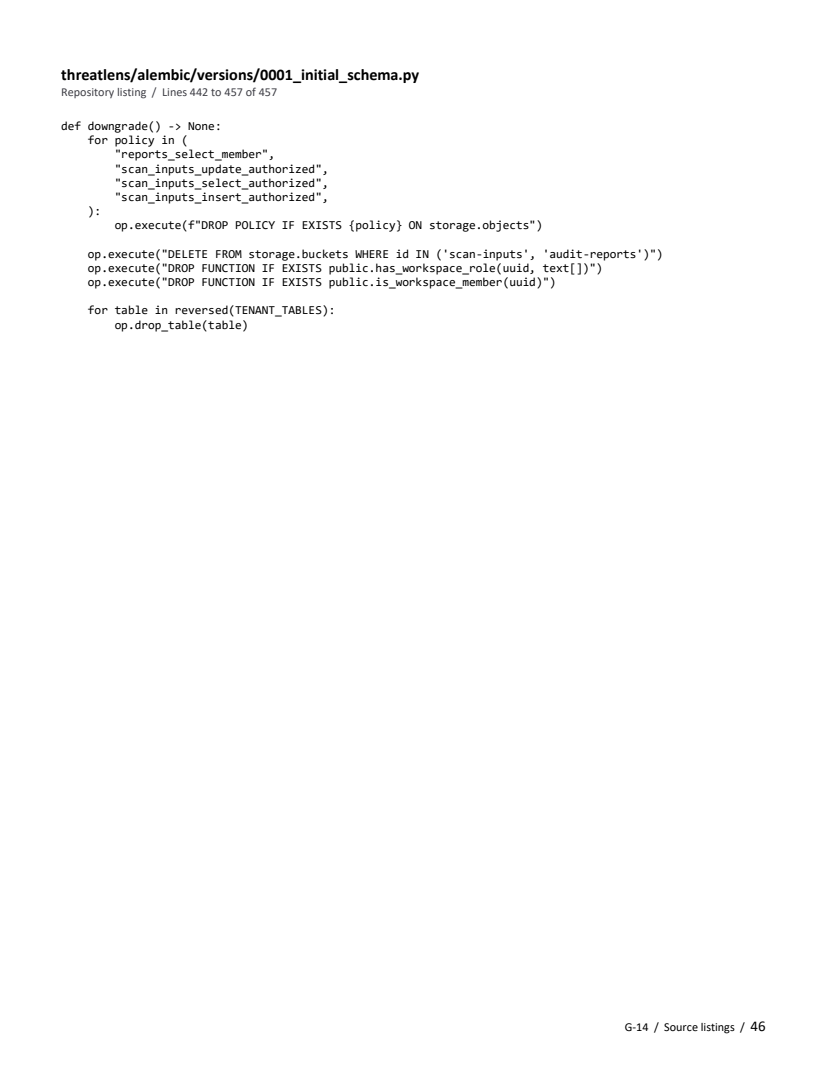 threatlens/alembic/versions/0001_initial_schema.py
Repository listing / Lines 442 to 457 of 457
def downgrade() -> None:
    for policy in (
        "reports_select_member",
        "scan_inputs_update_authorized",
        "scan_inputs_select_authorized",
        "scan_inputs_insert_authorized",
    ):
        op.execute(f"DROP POLICY IF EXISTS {policy} ON storage.objects")
    op.execute("DELETE FROM storage.buckets WHERE id IN ('scan-inputs', 'audit-reports')")
    op.execute("DROP FUNCTION IF EXISTS public.has_workspace_role(uuid, text[])")
    op.execute("DROP FUNCTION IF EXISTS public.is_workspace_member(uuid)")
    for table in reversed(TENANT_TABLES):
        op.drop_table(table)
G-14 / Source listings / 46